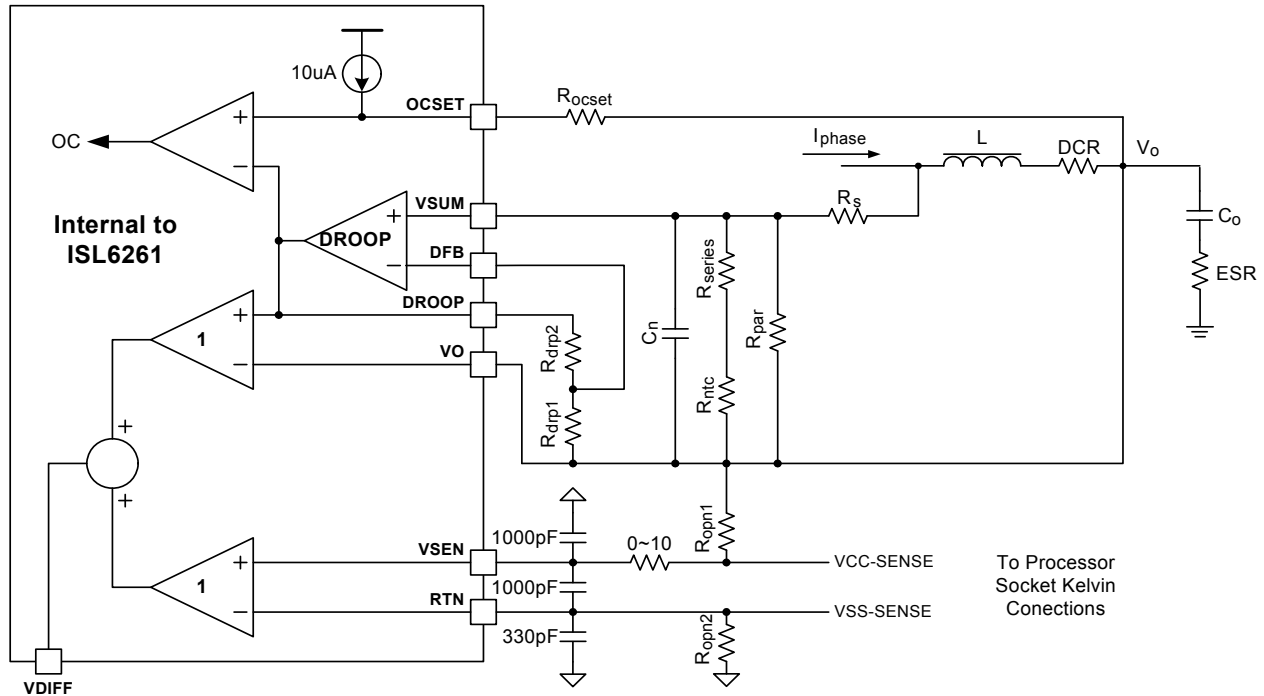 10uA
OCSET
Rocset
OC
+
−
Iphase
L
DCR
Vo
VSUM
Rs
Internal to
ISL6261
DROOP
+
−
DFB
Co
ESR
DROOP
Rdrp2
Cn
Rseries
Rpar
1
+
−
VO
Rdrp1
Rntc
+
+
1000pF
0~10
Ropn1
VSEN
VCC-SENSE
1
+
−
1000pF
RTN
VSS-SENSE
To Processor
Socket Kelvin
Conections
330pF
Ropn2
VDIFF